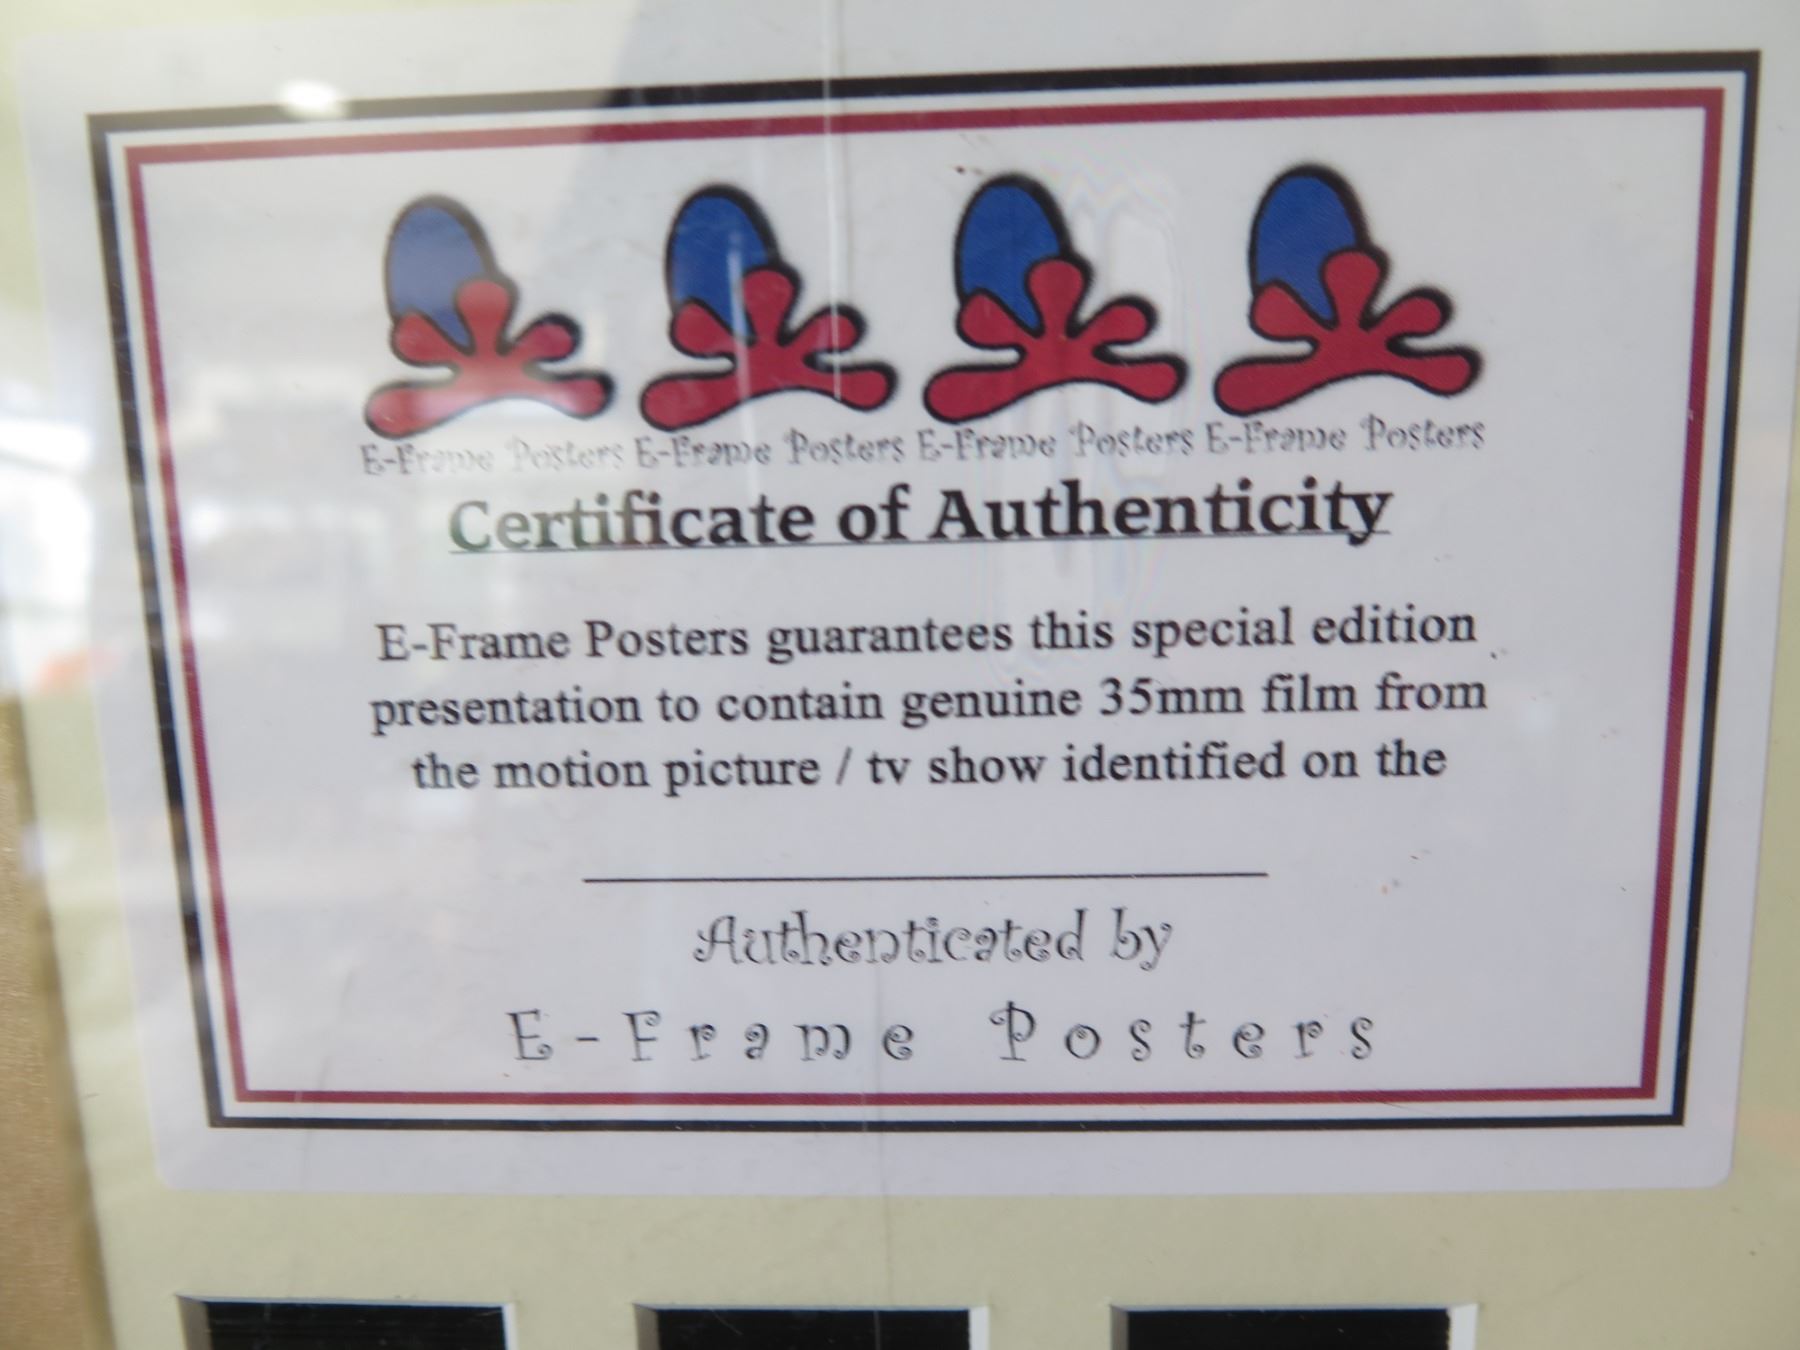 E-Frame Posters E-Frame Posters E-Frame Posters E-Frame Posters
Certificate of Authenticity
E-Frame Posters guarantees this special edition
presentation to contain genuine 35mm film from
the motion picture / tv show identified on the
Authenticated by
E-Frame Posters